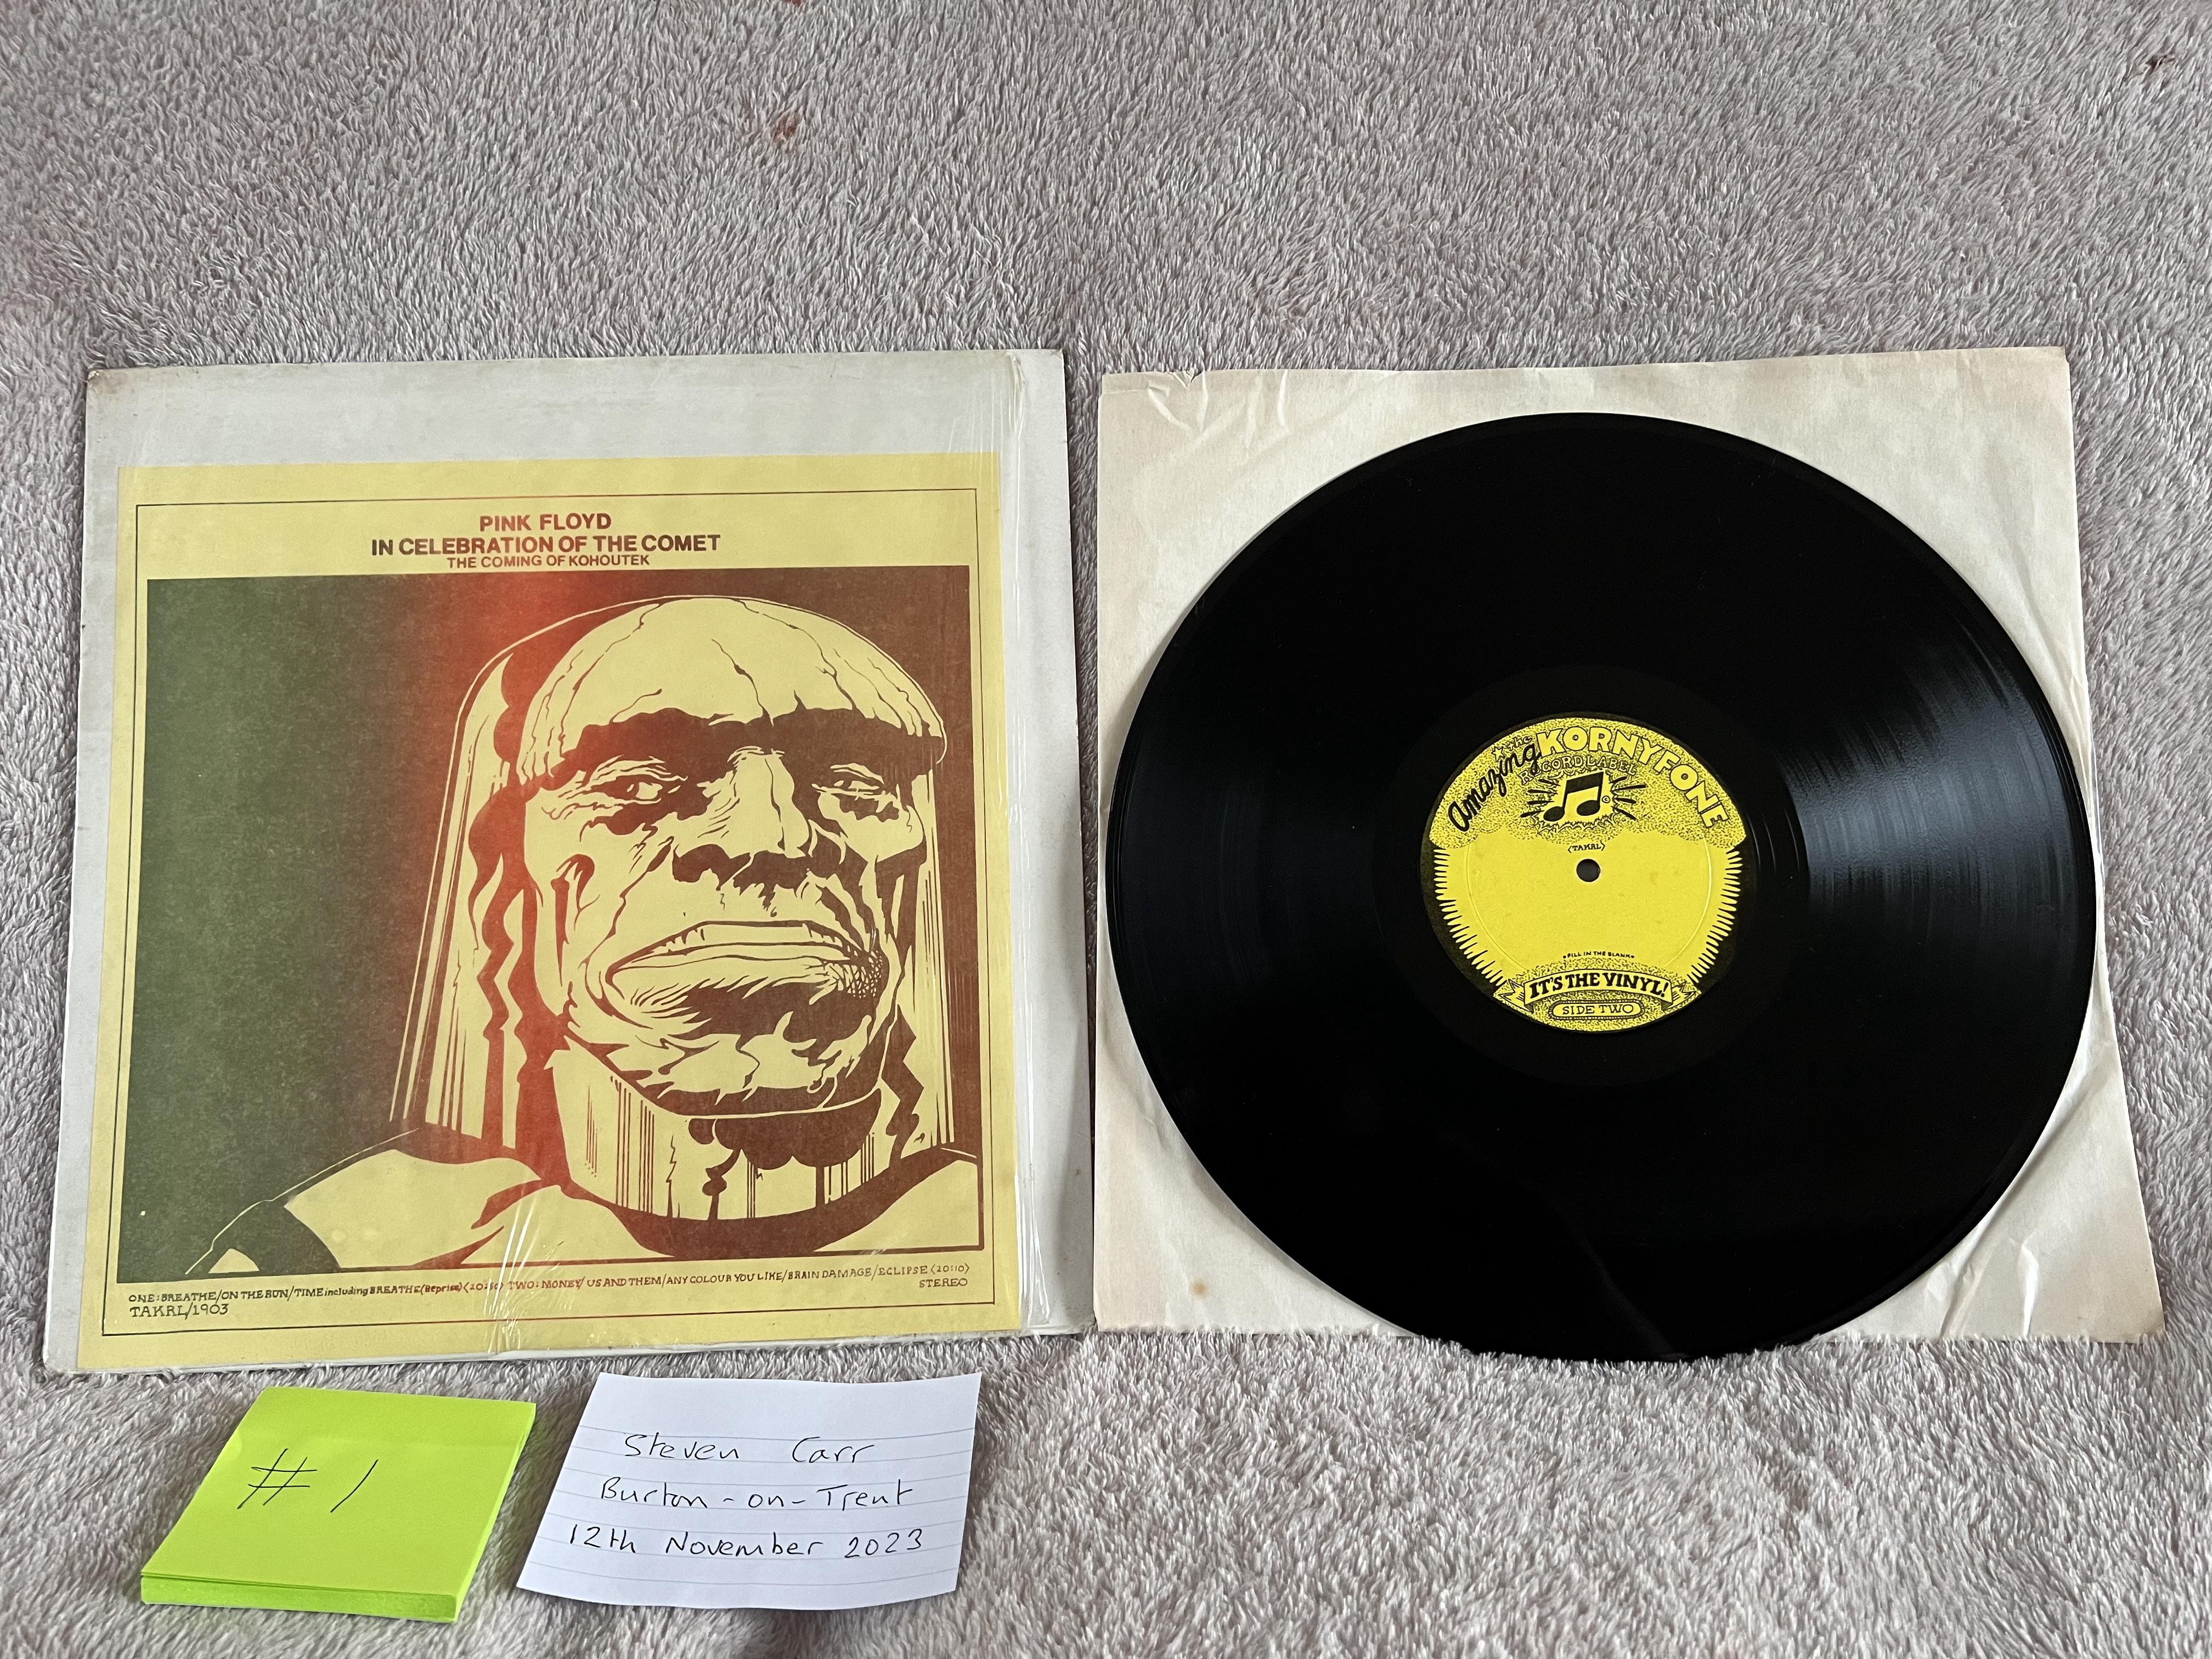 PINK FLOYD
IN CELEBRATION OF THE COMET
THE COMING OF KOHOUTEK
ONE: BREATHE/ON THE RUN/TIME including BREATHE (Reprise) <20:50> TWO: MONEY/US AND THEM/ANY COLOUR YOU LIKE/BRAIN DAMAGE/ECLIPSE <20:10>
TAKRL/1903
STEREO
the Amazing KORNYFONE
RECORD LABEL
<TAKRL>
•FILL IN THE BLANK•
IT'S THE VINYL!
SIDE TWO
# 1
Steven Carr
Burton-on-Trent
12th November 2023